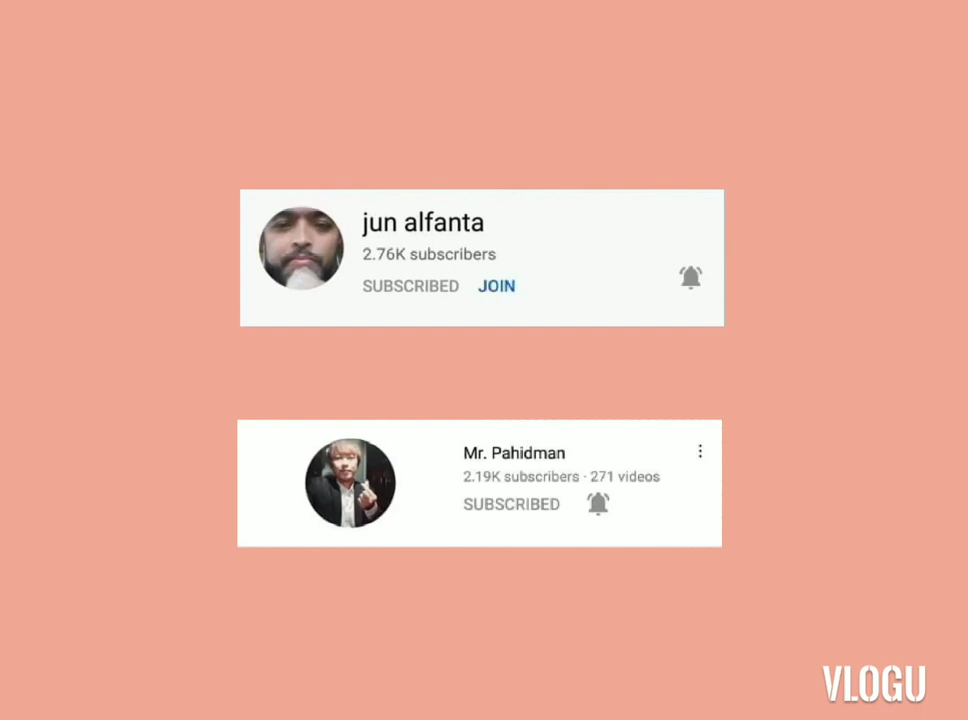 jun alfanta
2.76K subscribers
SUBSCRIBED JOIN
Mr. Pahidman
2.19K subscribers · 271 videos
SUBSCRIBED
VLOGU